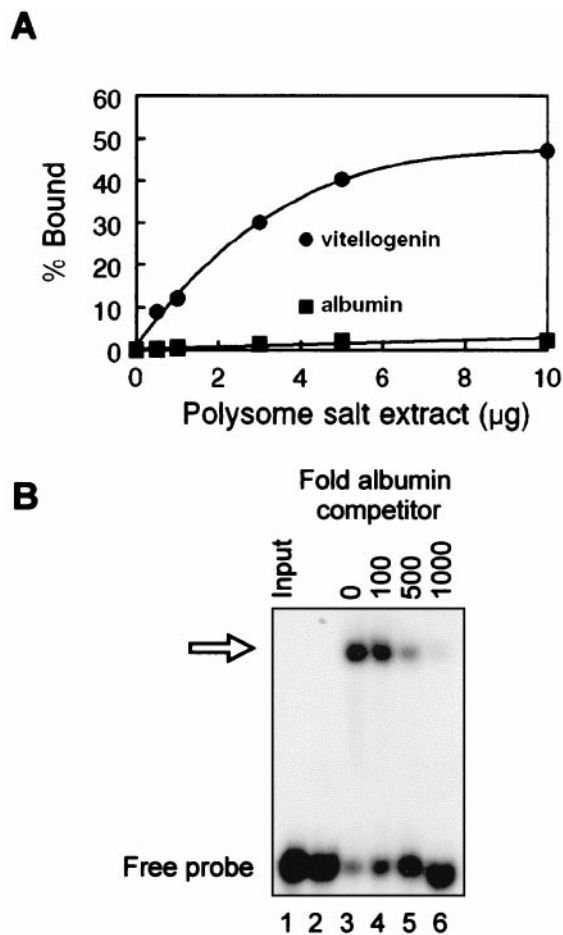 A
60
50
40
30
20
10
0
% Bound
vitellogenin
albumin
0 2 4 6 8 10
Polysome salt extract (µg)
B
Fold albumin
competitor
Input 0 100 500 1000
Free probe
1 2 3 4 5 6